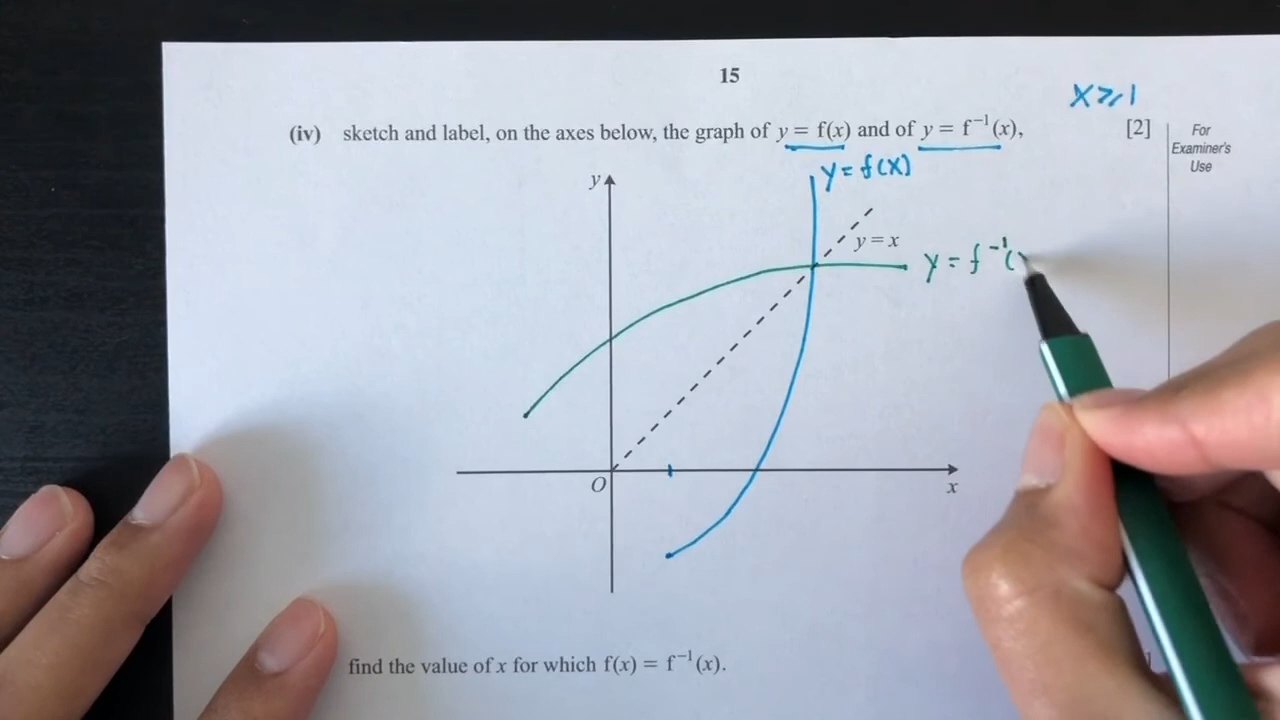 15
x ⩾ 1
(iv) sketch and label, on the axes below, the graph of y = f(x) and of y = f⁻¹(x), [2]
For
Examiner's
Use
y
y = f(x)
y = x
y = f⁻¹(
O
x
find the value of x for which f(x) = f⁻¹(x).